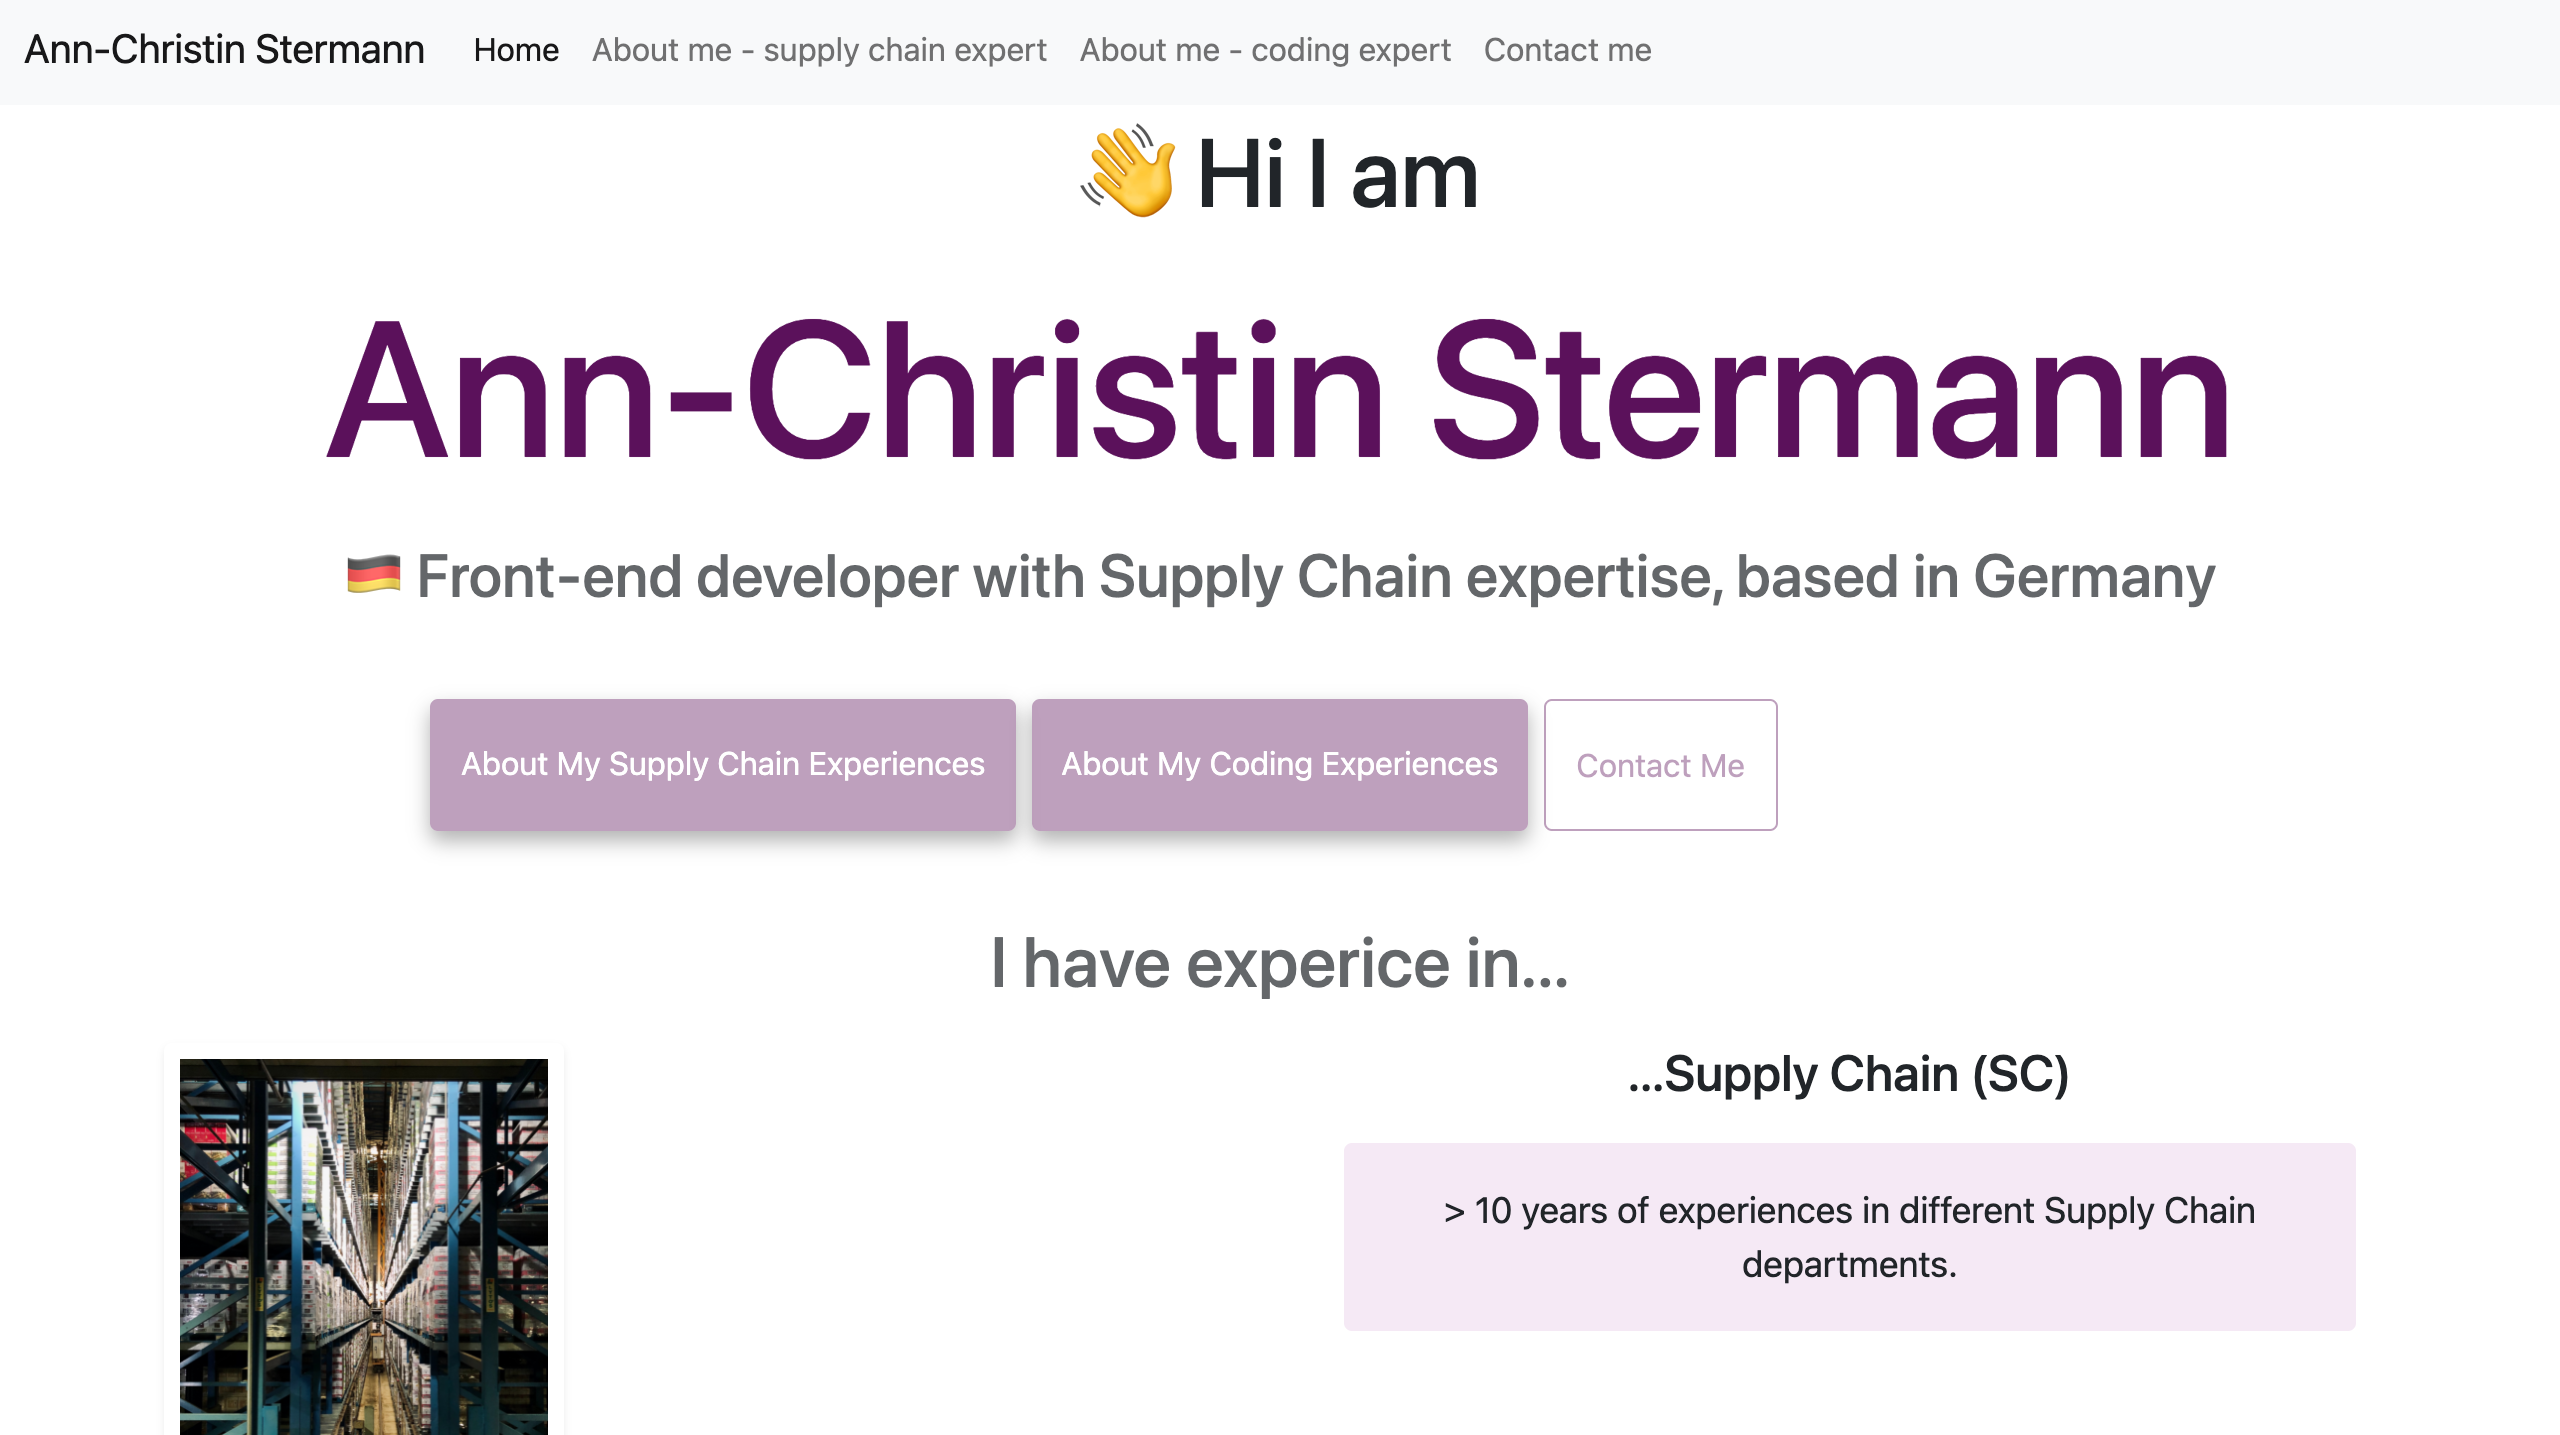 Ann-Christin Stermann Home About me - supply chain expert About me - coding expert Contact me
👋 Hi I am
Ann-Christin Stermann
🇩🇪 Front-end developer with Supply Chain expertise, based in Germany
About My Supply Chain Experiences About My Coding Experiences Contact Me
I have experice in...
...Supply Chain (SC)
> 10 years of experiences in different Supply Chain
departments.